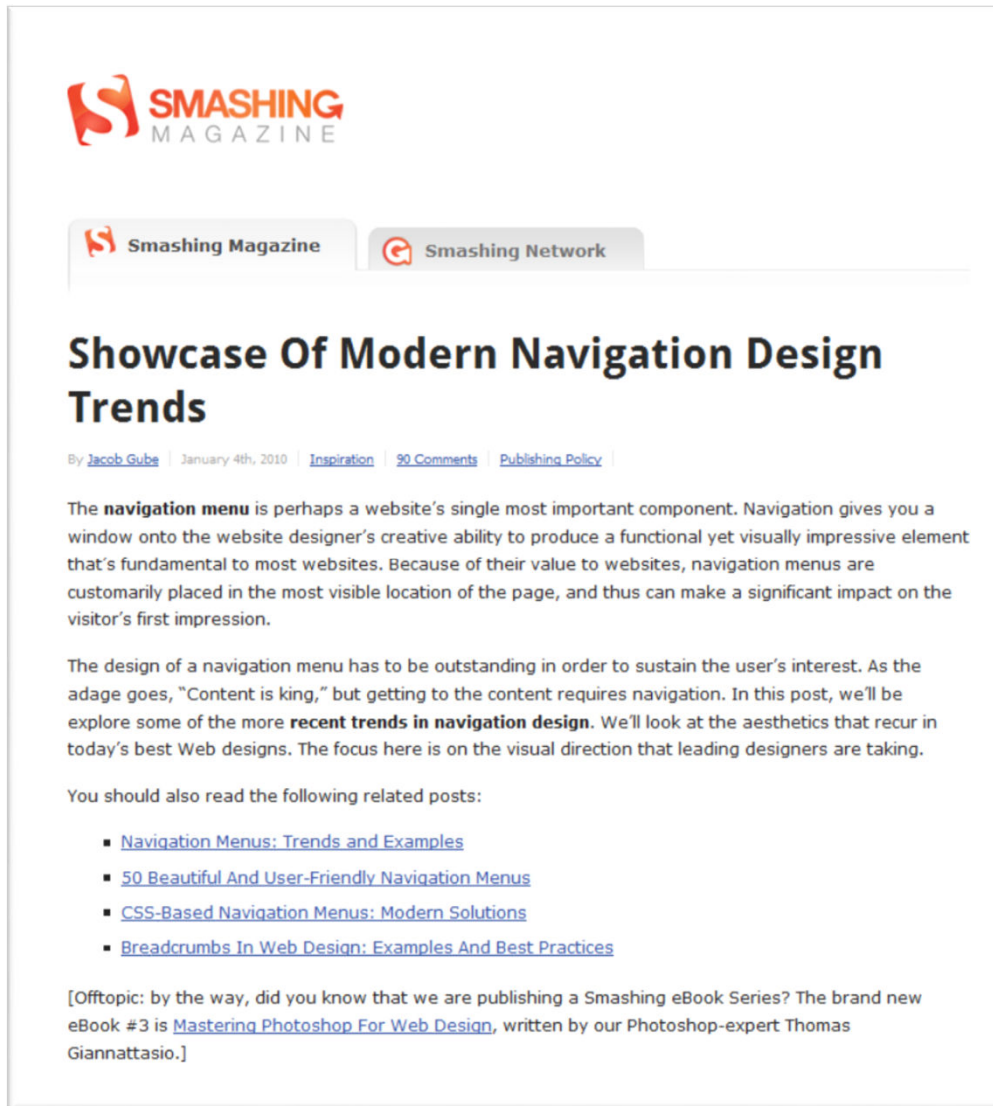 SMASHING
MAGAZINE
Smashing Magazine
Smashing Network
Showcase Of Modern Navigation Design
Trends
By Jacob Gube January 4th, 2010 Inspiration 90 Comments Publishing Policy
The navigation menu is perhaps a website´s single most important component. Navigation gives you a
window onto the website designer´s creative ability to produce a functional yet visually impressive element
that´s fundamental to most websites. Because of their value to websites, navigation menus are
customarily placed in the most visible location of the page, and thus can make a significant impact on the
visitor´s first impression.
The design of a navigation menu has to be outstanding in order to sustain the user´s interest. As the
adage goes, “Content is king,” but getting to the content requires navigation. In this post, we´ll be
explore some of the more recent trends in navigation design. We´ll look at the aesthetics that recur in
today´s best Web designs. The focus here is on the visual direction that leading designers are taking.
You should also read the following related posts:
Navigation Menus: Trends and Examples
50 Beautiful And User-Friendly Navigation Menus
CSS-Based Navigation Menus: Modern Solutions
Breadcrumbs In Web Design: Examples And Best Practices
[Offtopic: by the way, did you know that we are publishing a Smashing eBook Series? The brand new
eBook #3 is Mastering Photoshop For Web Design, written by our Photoshop-expert Thomas
Giannattasio.]